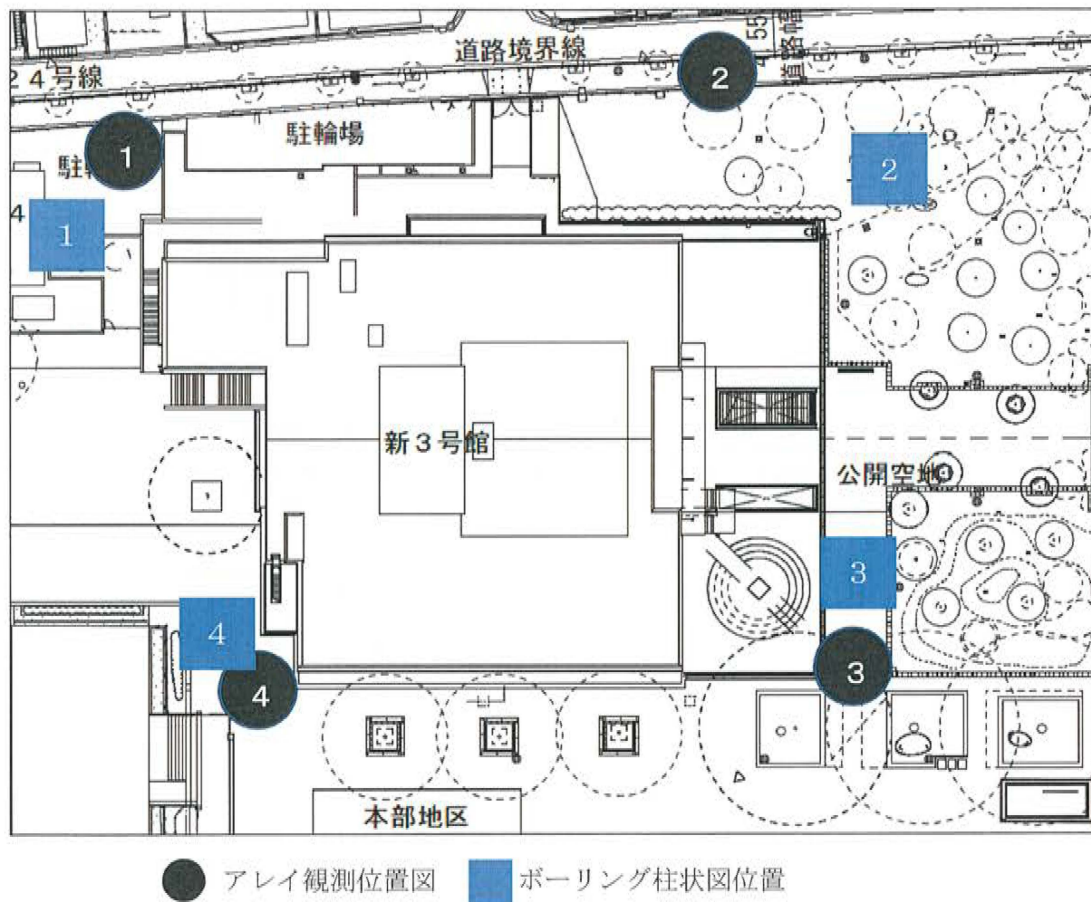 道路境界線
55
道路幅
24号線
2
1
駐輪場
駐輪
2
4
1
新3号館
公開空地
3
4
3
4
本部地区
アレイ観測位置図
ボーリング柱状図位置